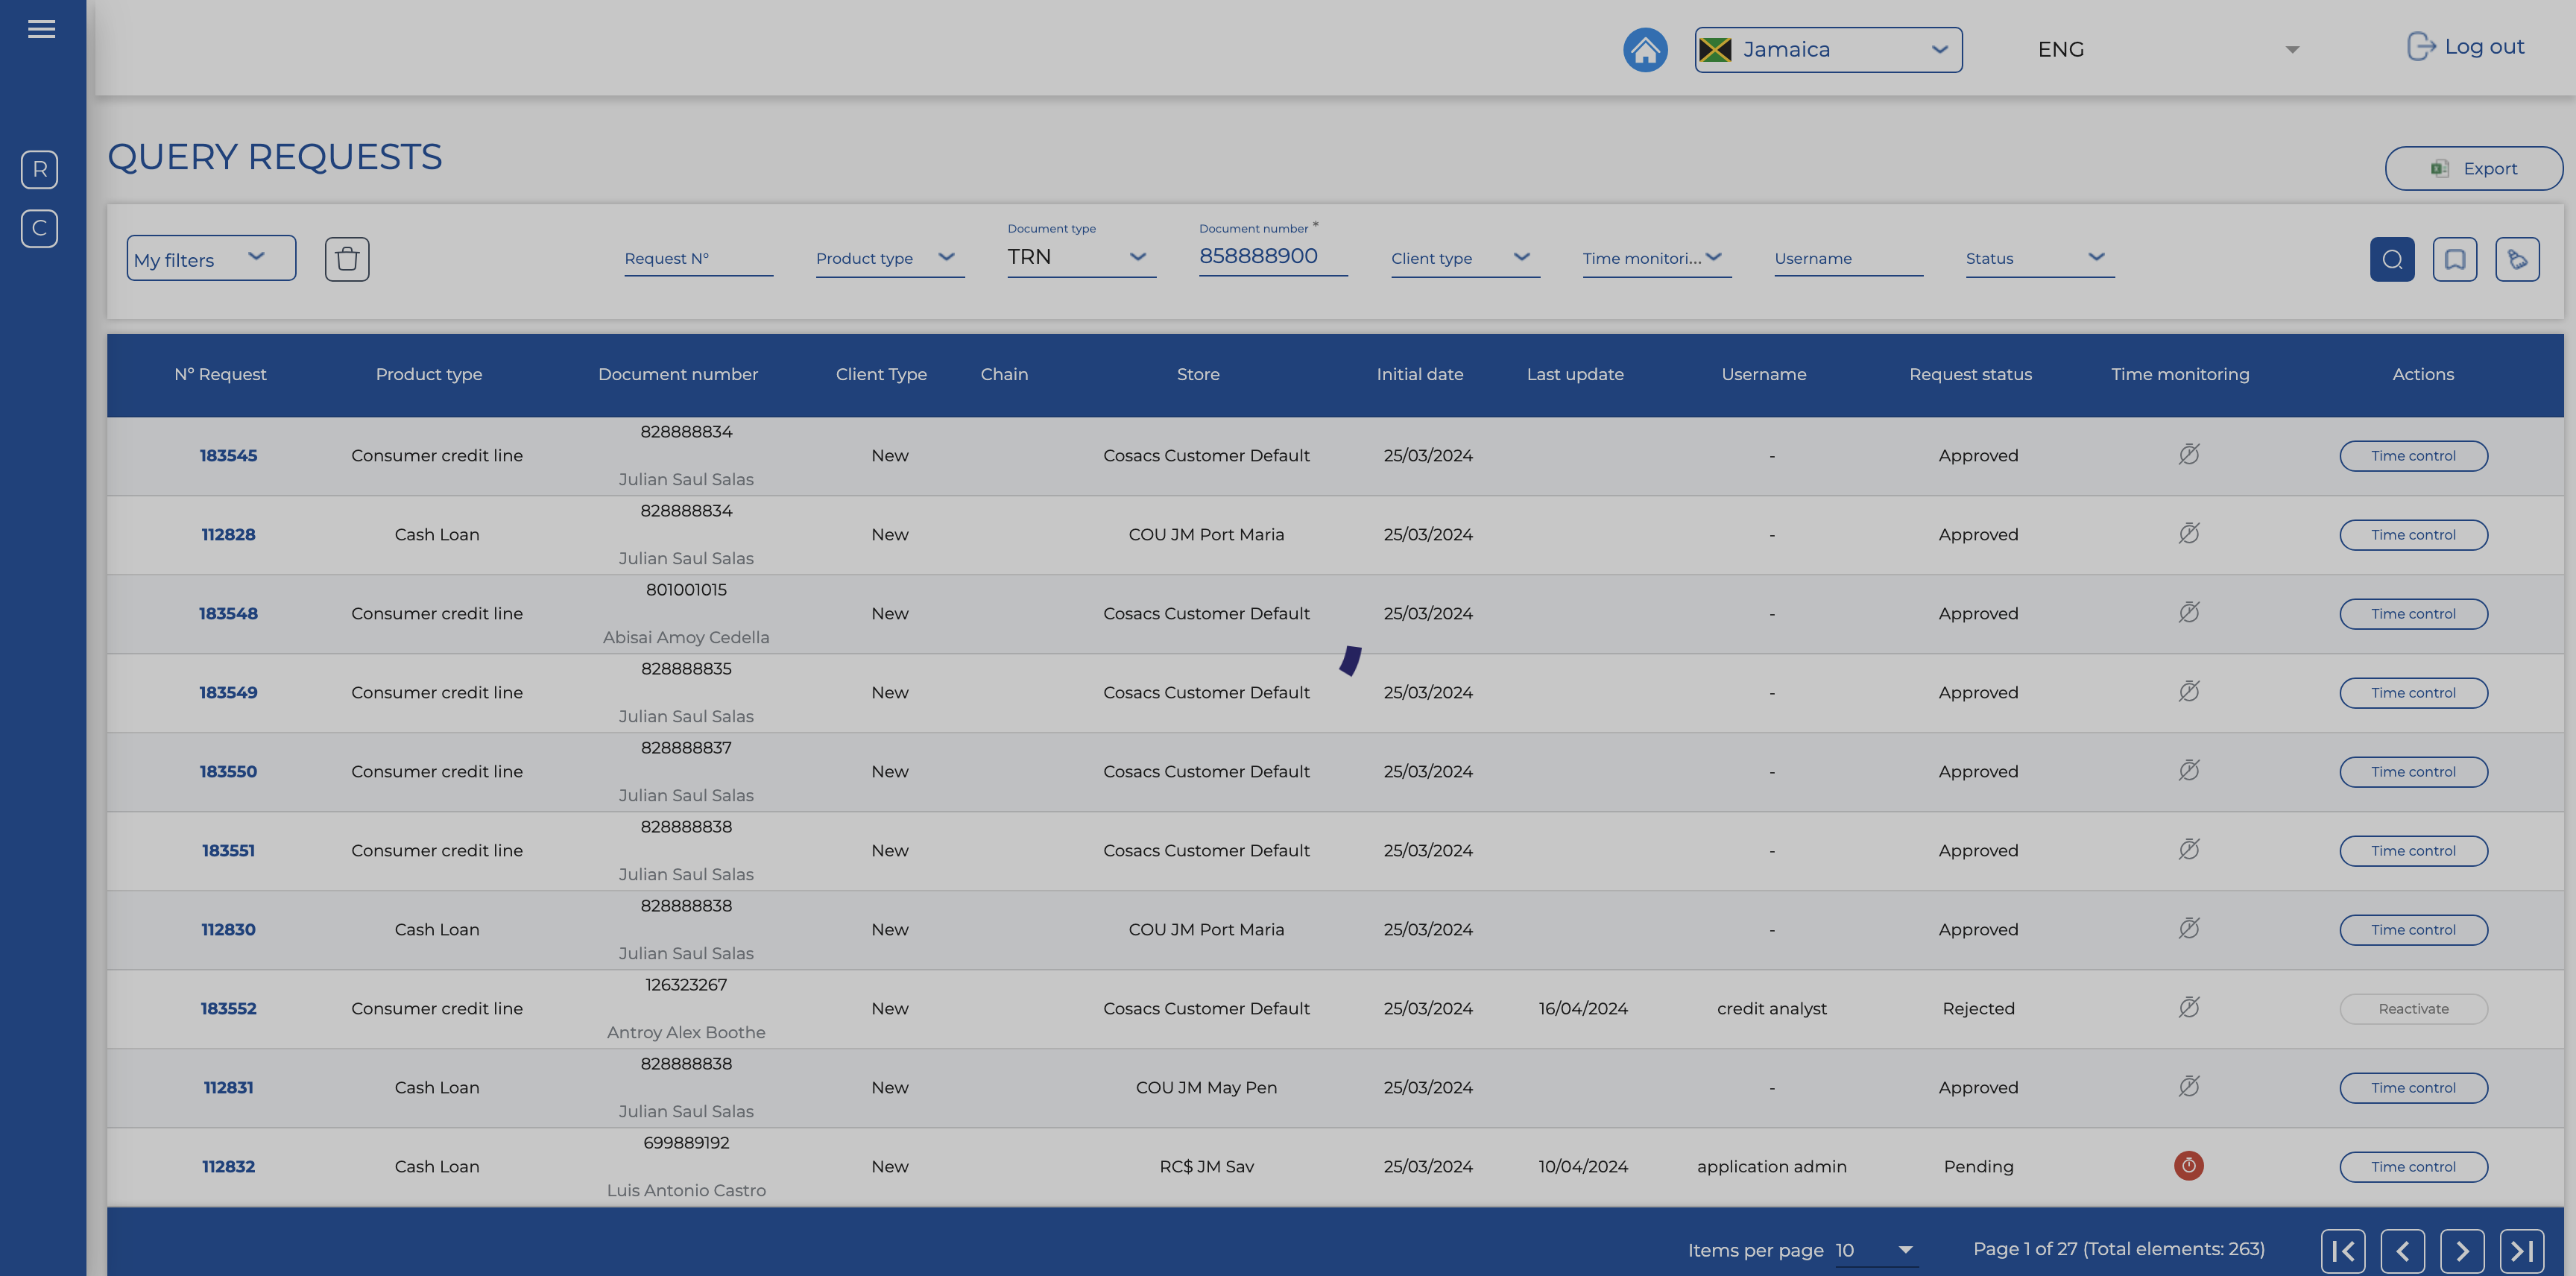 Jamaica ENG Log out
R
C
QUERY REQUESTS
Export
My filters
Request N°
Product type
Document type
TRN
Document number *
858888900
Client type
Time monitori...
Username
Status
Nº Request Product type Document number Client Type Chain Store Initial date Last update Username Request status Time monitoring Actions
828888834
183545 Consumer credit line New Cosacs Customer Default 25/03/2024 - Approved Time control
Julian Saul Salas
828888834
112828 Cash Loan New COU JM Port Maria 25/03/2024 - Approved Time control
Julian Saul Salas
801001015
183548 Consumer credit line New Cosacs Customer Default 25/03/2024 - Approved Time control
Abisai Amoy Cedella
828888835
183549 Consumer credit line New Cosacs Customer Default 25/03/2024 - Approved Time control
Julian Saul Salas
828888837
183550 Consumer credit line New Cosacs Customer Default 25/03/2024 - Approved Time control
Julian Saul Salas
828888838
183551 Consumer credit line New Cosacs Customer Default 25/03/2024 - Approved Time control
Julian Saul Salas
828888838
112830 Cash Loan New COU JM Port Maria 25/03/2024 - Approved Time control
Julian Saul Salas
126323267
183552 Consumer credit line New Cosacs Customer Default 25/03/2024 16/04/2024 credit analyst Rejected Reactivate
Antroy Alex Boothe
828888838
112831 Cash Loan New COU JM May Pen 25/03/2024 - Approved Time control
Julian Saul Salas
699889192
112832 Cash Loan New RC$ JM Sav 25/03/2024 10/04/2024 application admin Pending Time control
Luis Antonio Castro
Items per page 10 Page 1 of 27 (Total elements: 263)